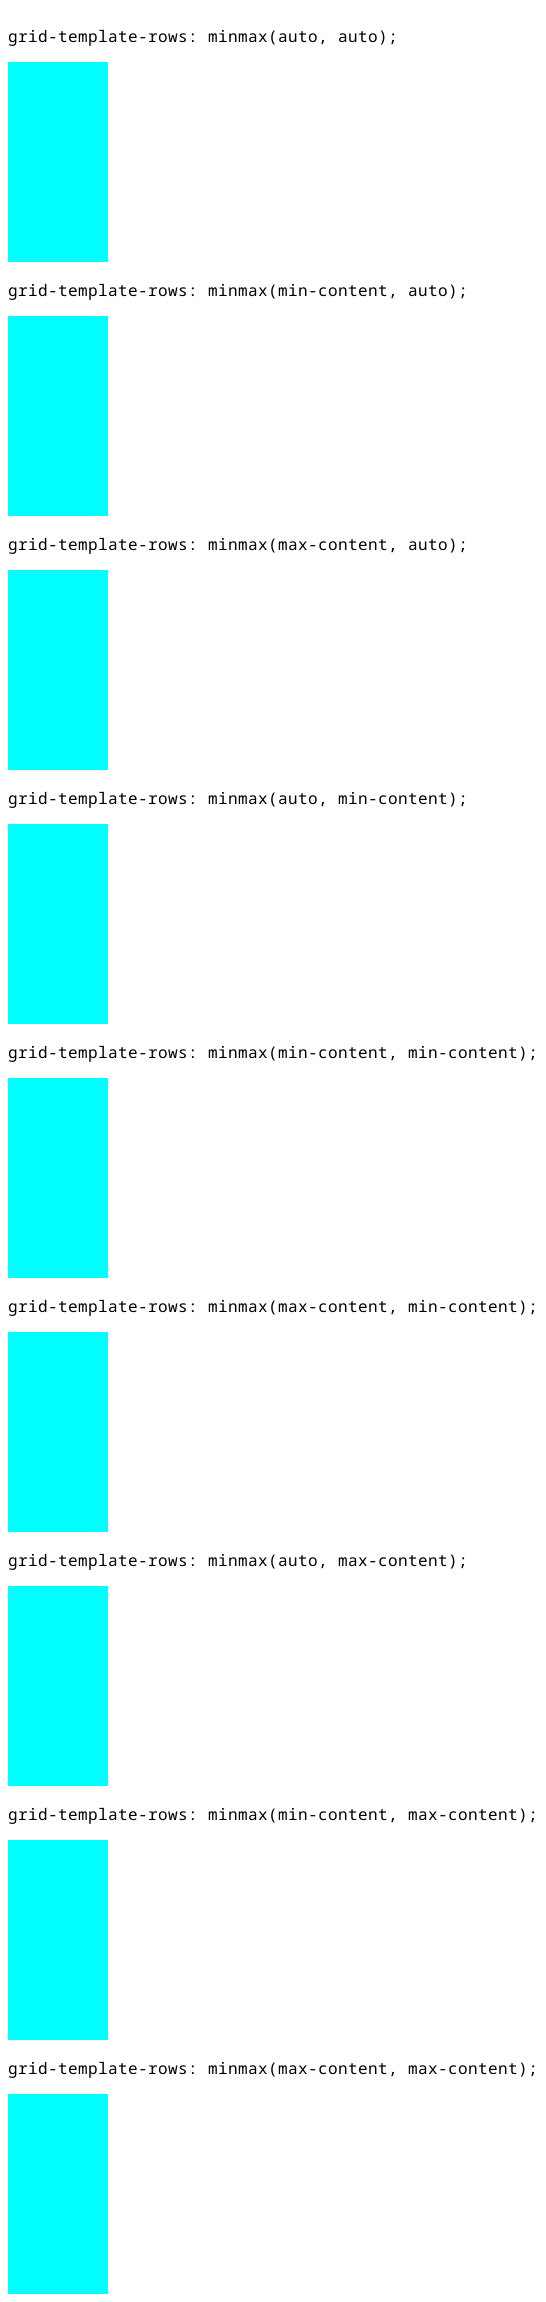 grid-template-rows: minmax(auto, auto);
grid-template-rows: minmax(min-content, auto);
grid-template-rows: minmax(max-content, auto);
grid-template-rows: minmax(auto, min-content);
grid-template-rows: minmax(min-content, min-content);
grid-template-rows: minmax(max-content, min-content);
grid-template-rows: minmax(auto, max-content);
grid-template-rows: minmax(min-content, max-content);
grid-template-rows: minmax(max-content, max-content);